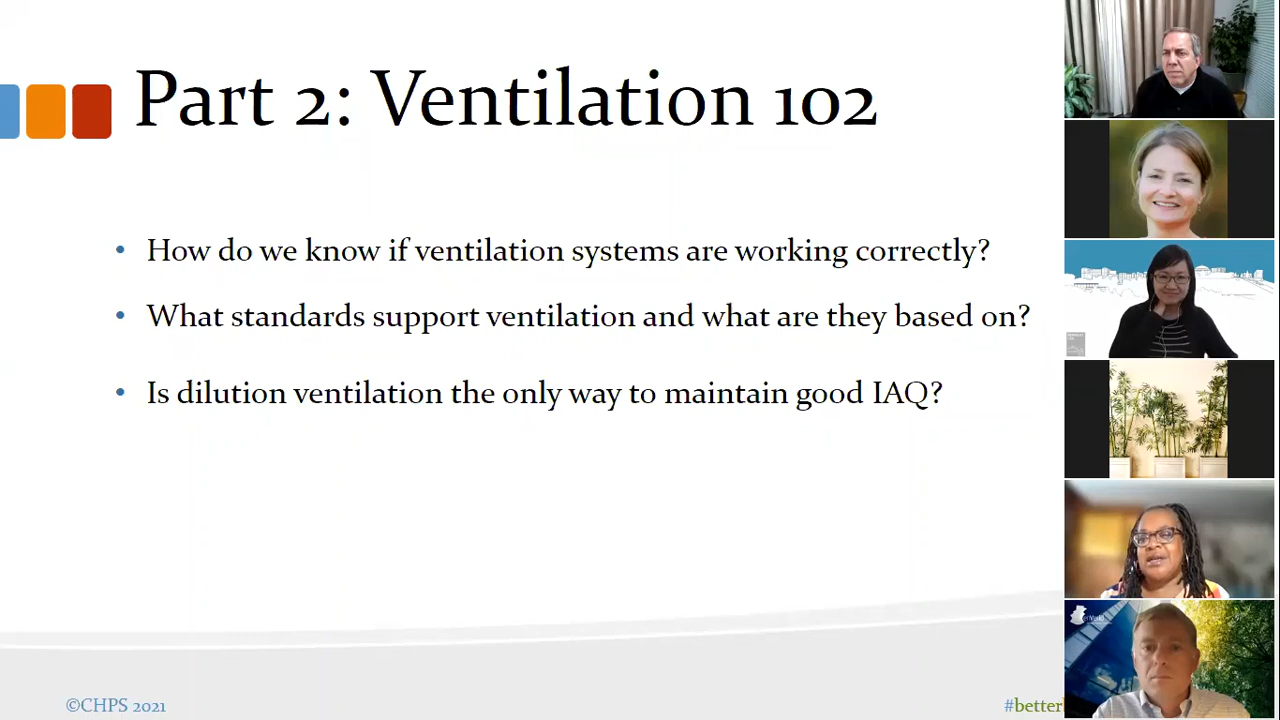 Part 2: Ventilation 102
• How do we know if ventilation systems are working correctly?
• What standards support ventilation and what are they based on?
• Is dilution ventilation the only way to maintain good IAQ?
©CHPS 2021